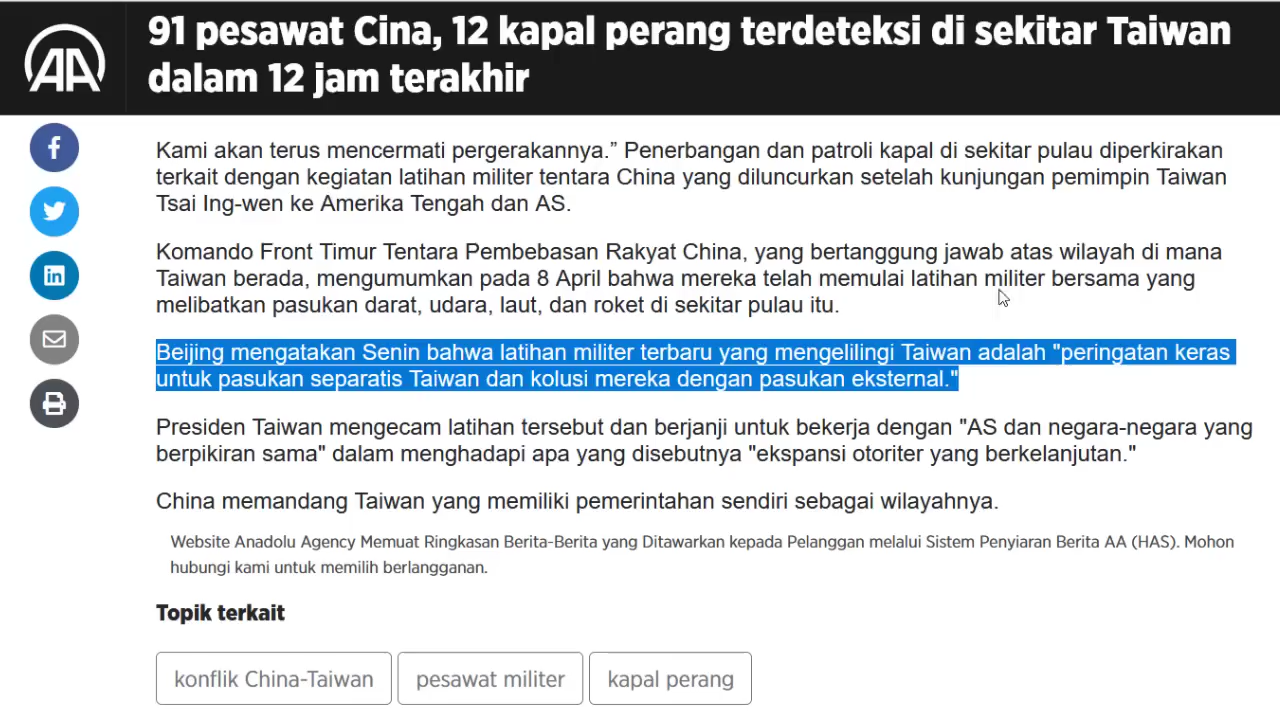 91 pesawat Cina, 12 kapal perang terdeteksi di sekitar Taiwan
dalam 12 jam terakhir
AA
Kami akan terus mencermati pergerakannya.” Penerbangan dan patroli kapal di sekitar pulau diperkirakan
terkait dengan kegiatan latihan militer tentara China yang diluncurkan setelah kunjungan pemimpin Taiwan
Tsai Ing-wen ke Amerika Tengah dan AS.
Komando Front Timur Tentara Pembebasan Rakyat China, yang bertanggung jawab atas wilayah di mana
Taiwan berada, mengumumkan pada 8 April bahwa mereka telah memulai latihan militer bersama yang
melibatkan pasukan darat, udara, laut, dan roket di sekitar pulau itu.
Beijing mengatakan Senin bahwa latihan militer terbaru yang mengelilingi Taiwan adalah "peringatan keras
untuk pasukan separatis Taiwan dan kolusi mereka dengan pasukan eksternal."
Presiden Taiwan mengecam latihan tersebut dan berjanji untuk bekerja dengan "AS dan negara-negara yang
berpikiran sama" dalam menghadapi apa yang disebutnya "ekspansi otoriter yang berkelanjutan."
China memandang Taiwan yang memiliki pemerintahan sendiri sebagai wilayahnya.
Website Anadolu Agency Memuat Ringkasan Berita-Berita yang Ditawarkan kepada Pelanggan melalui Sistem Penyiaran Berita AA (HAS). Mohon
hubungi kami untuk memilih berlangganan.
Topik terkait
konflik China-Taiwan
pesawat militer
kapal perang